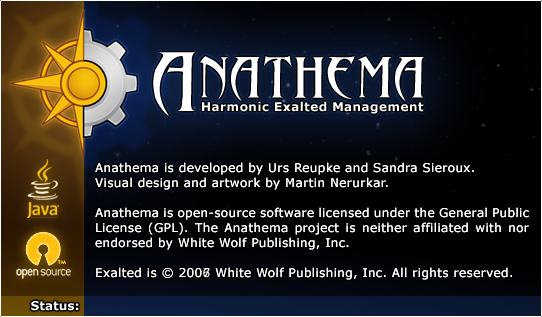 ANATHEMA
Harmonic Exalted Management
Anathema is developed by Urs Reupke and Sandra Sieroux.
Visual design and artwork by Martin Nerurkar.
Anathema is open-source software licensed under the General Public
License (GPL). The Anathema project is neither affiliated with nor
endorsed by White Wolf Publishing, Inc.
Exalted is © White Wolf Publishing, Inc. All rights reserved.
Java
open source
TM
Status: